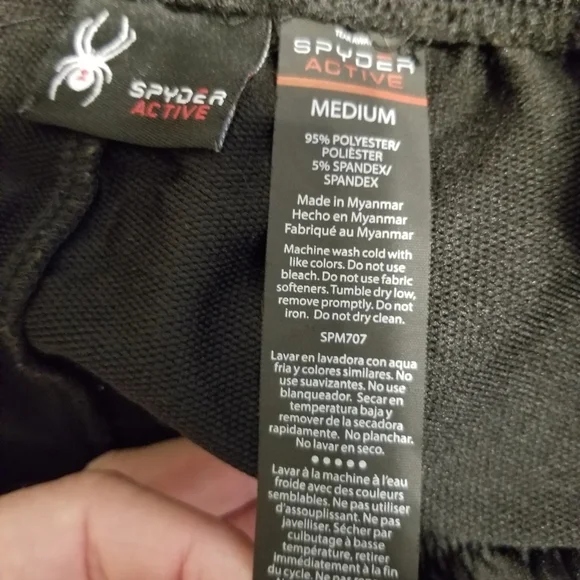 SPYDER
ACTIVE
SPYDER
ACTIVE
MEDIUM
95% POLYESTER/
POLIÈSTER
5% SPANDEX/
SPANDEX
Made in Myanmar
Hecho en Myanmar
Fabriqué au Myanmar
Machine wash cold with
like colors. Do not use
bleach. Do not use fabric
softeners. Tumble dry low,
remove promptly. Do not
iron. Do not dry clean.
SPM707
Lavar en lavadora con aqua
fria y colores similares. No
use suavizantes. No use
blanqueador. Secar en
temperatura baja y
remover de la secadora
rapidamente. No planchar.
No lavar en seco.
Lavar à la machine à l'eau
froide avec des couleurs
semblables. Ne pas utiliser
d'assouplissant. Ne pas
javelliser. Sécher par
culbutage à basse
température, retirer
immédiatement à la fin
du cycle. Ne pas